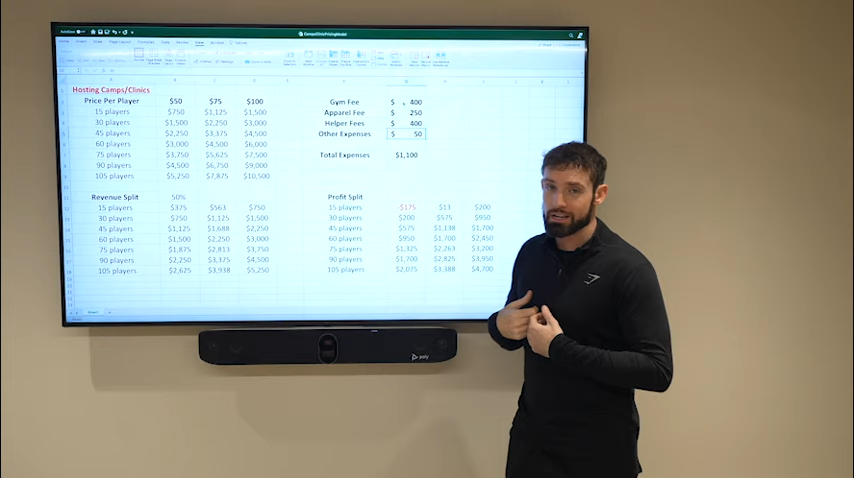 CampsClinicPricingModel
Hosting Camps/Clinics
Price Per Player $50 $75 $100
15 players $750 $1,125 $1,500
30 players $1,500 $2,250 $3,000
45 players $2,250 $3,375 $4,500
60 players $3,000 $4,500 $6,000
75 players $3,750 $5,625 $7,500
90 players $4,500 $6,750 $9,000
105 players $5,250 $7,875 $10,500
Gym Fee $ 400
Apparel Fee $ 250
Helper Fees $ 400
Other Expenses $ 50
Total Expenses $1,100
Revenue Split 50%
15 players $375 $563 $750
30 players $750 $1,125 $1,500
45 players $1,125 $1,688 $2,250
60 players $1,500 $2,250 $3,000
75 players $1,875 $2,813 $3,750
90 players $2,250 $3,375 $4,500
105 players $2,625 $3,938 $5,250
Profit Split
15 players -$175 $13 $200
30 players $200 $575 $950
45 players $575 $1,138 $1,700
60 players $950 $1,700 $2,450
75 players $1,325 $2,263 $3,200
90 players $1,700 $2,825 $3,950
105 players $2,075 $3,388 $4,700
poly